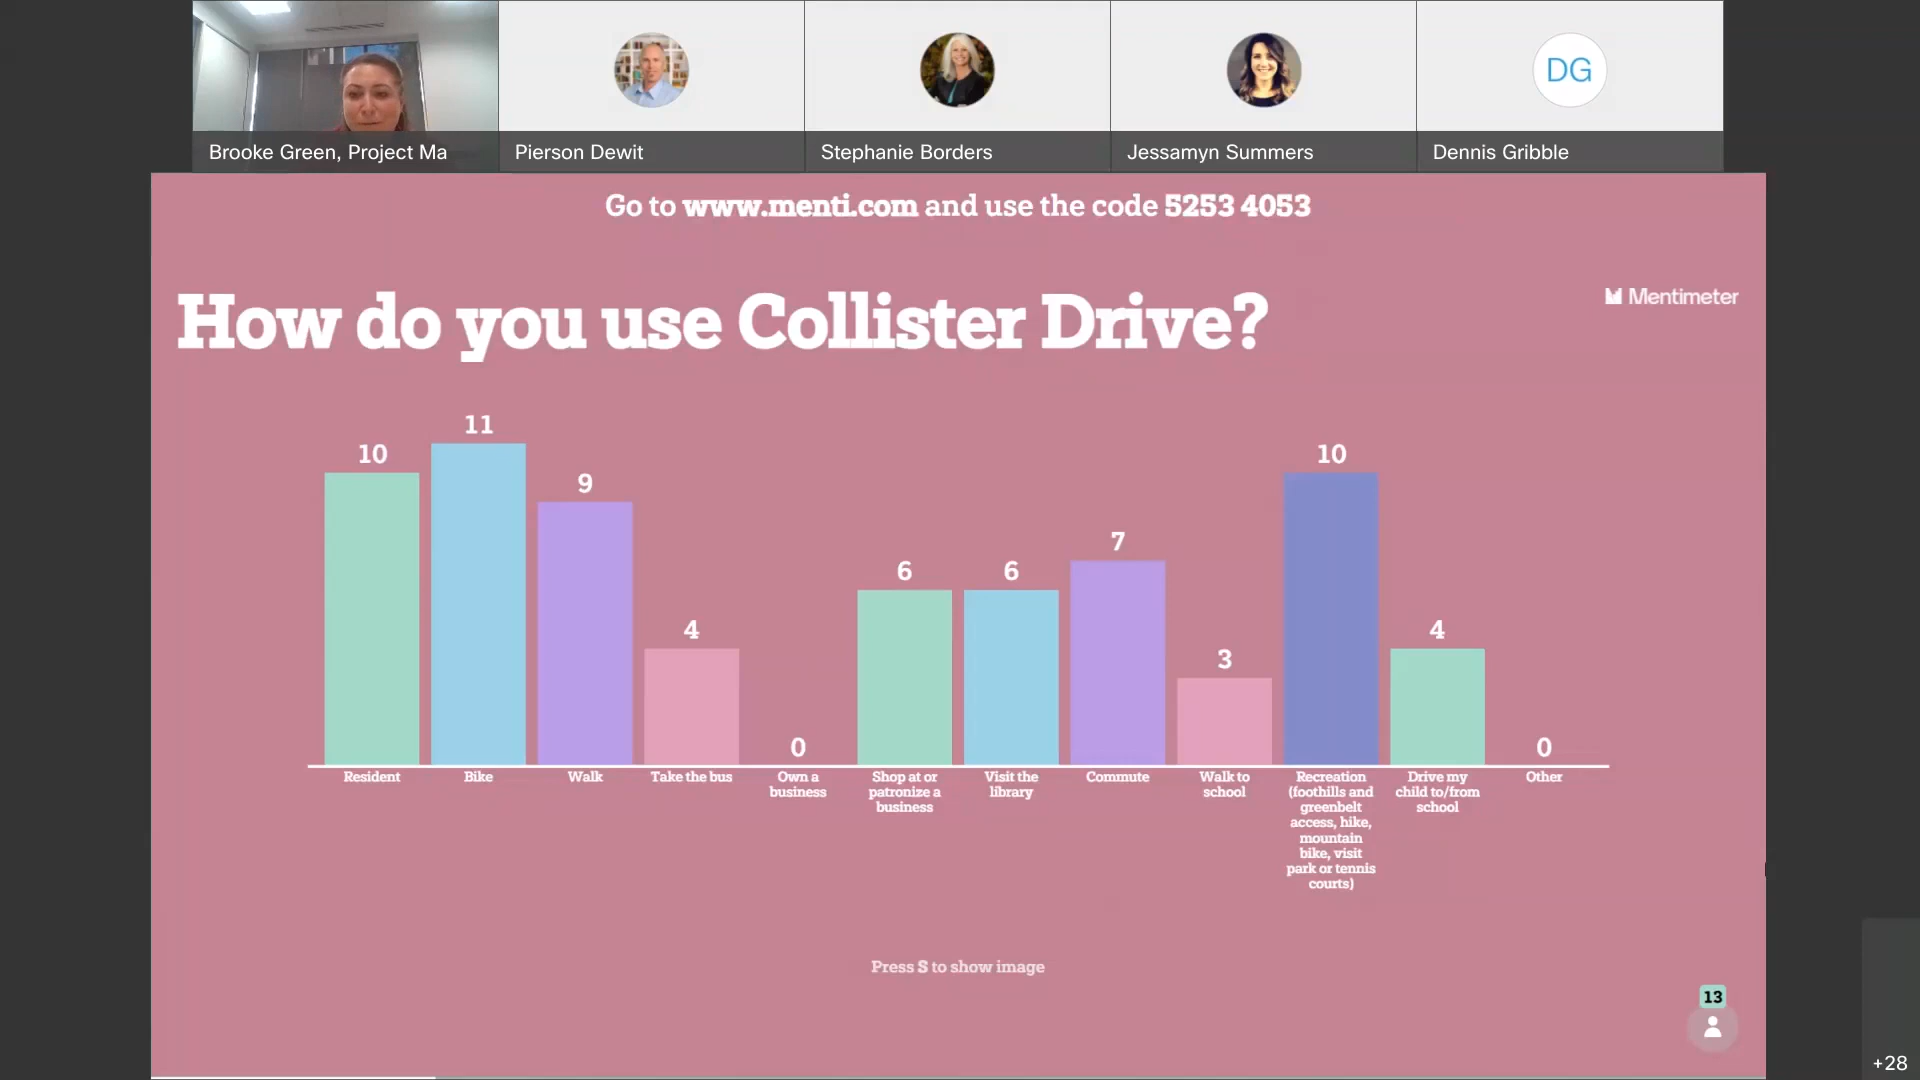 Brooke Green, Project Ma
Pierson Dewit
Stephanie Borders
Jessamyn Summers
DG
Dennis Gribble
Go to www.menti.com and use the code 5253 4053
How do you use Collister Drive?
Mentimeter
10
11
9
4
0
6
6
7
3
10
4
0
Resident
Bike
Walk
Take the bus
Own a
business
Shop at or
patronize a
business
Visit the
library
Commute
Walk to
school
Recreation
(foothills and
greenbelt
access, hike,
mountain
bike, visit
park or tennis
courts)
Drive my
child to/from
school
Other
Press S to show image
13
+28